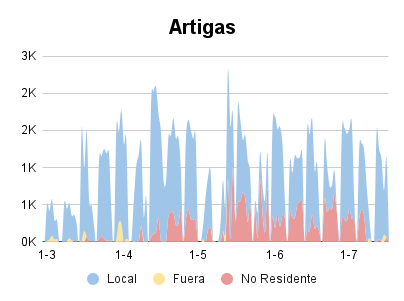 Artigas
3K
2K
2K
1K
1K
0K
1-3 1-4 1-5 1-6 1-7
Local Fuera No Residente